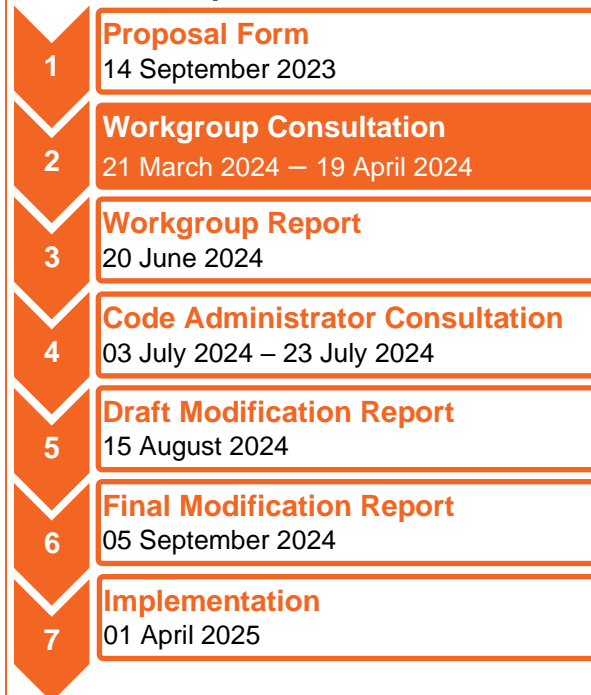 1
Proposal Form
14 September 2023
2
Workgroup Consultation
21 March 2024 – 19 April 2024
3
Workgroup Report
20 June 2024
4
Code Administrator Consultation
03 July 2024 – 23 July 2024
5
Draft Modification Report
15 August 2024
6
Final Modification Report
05 September 2024
7
Implementation
01 April 2025